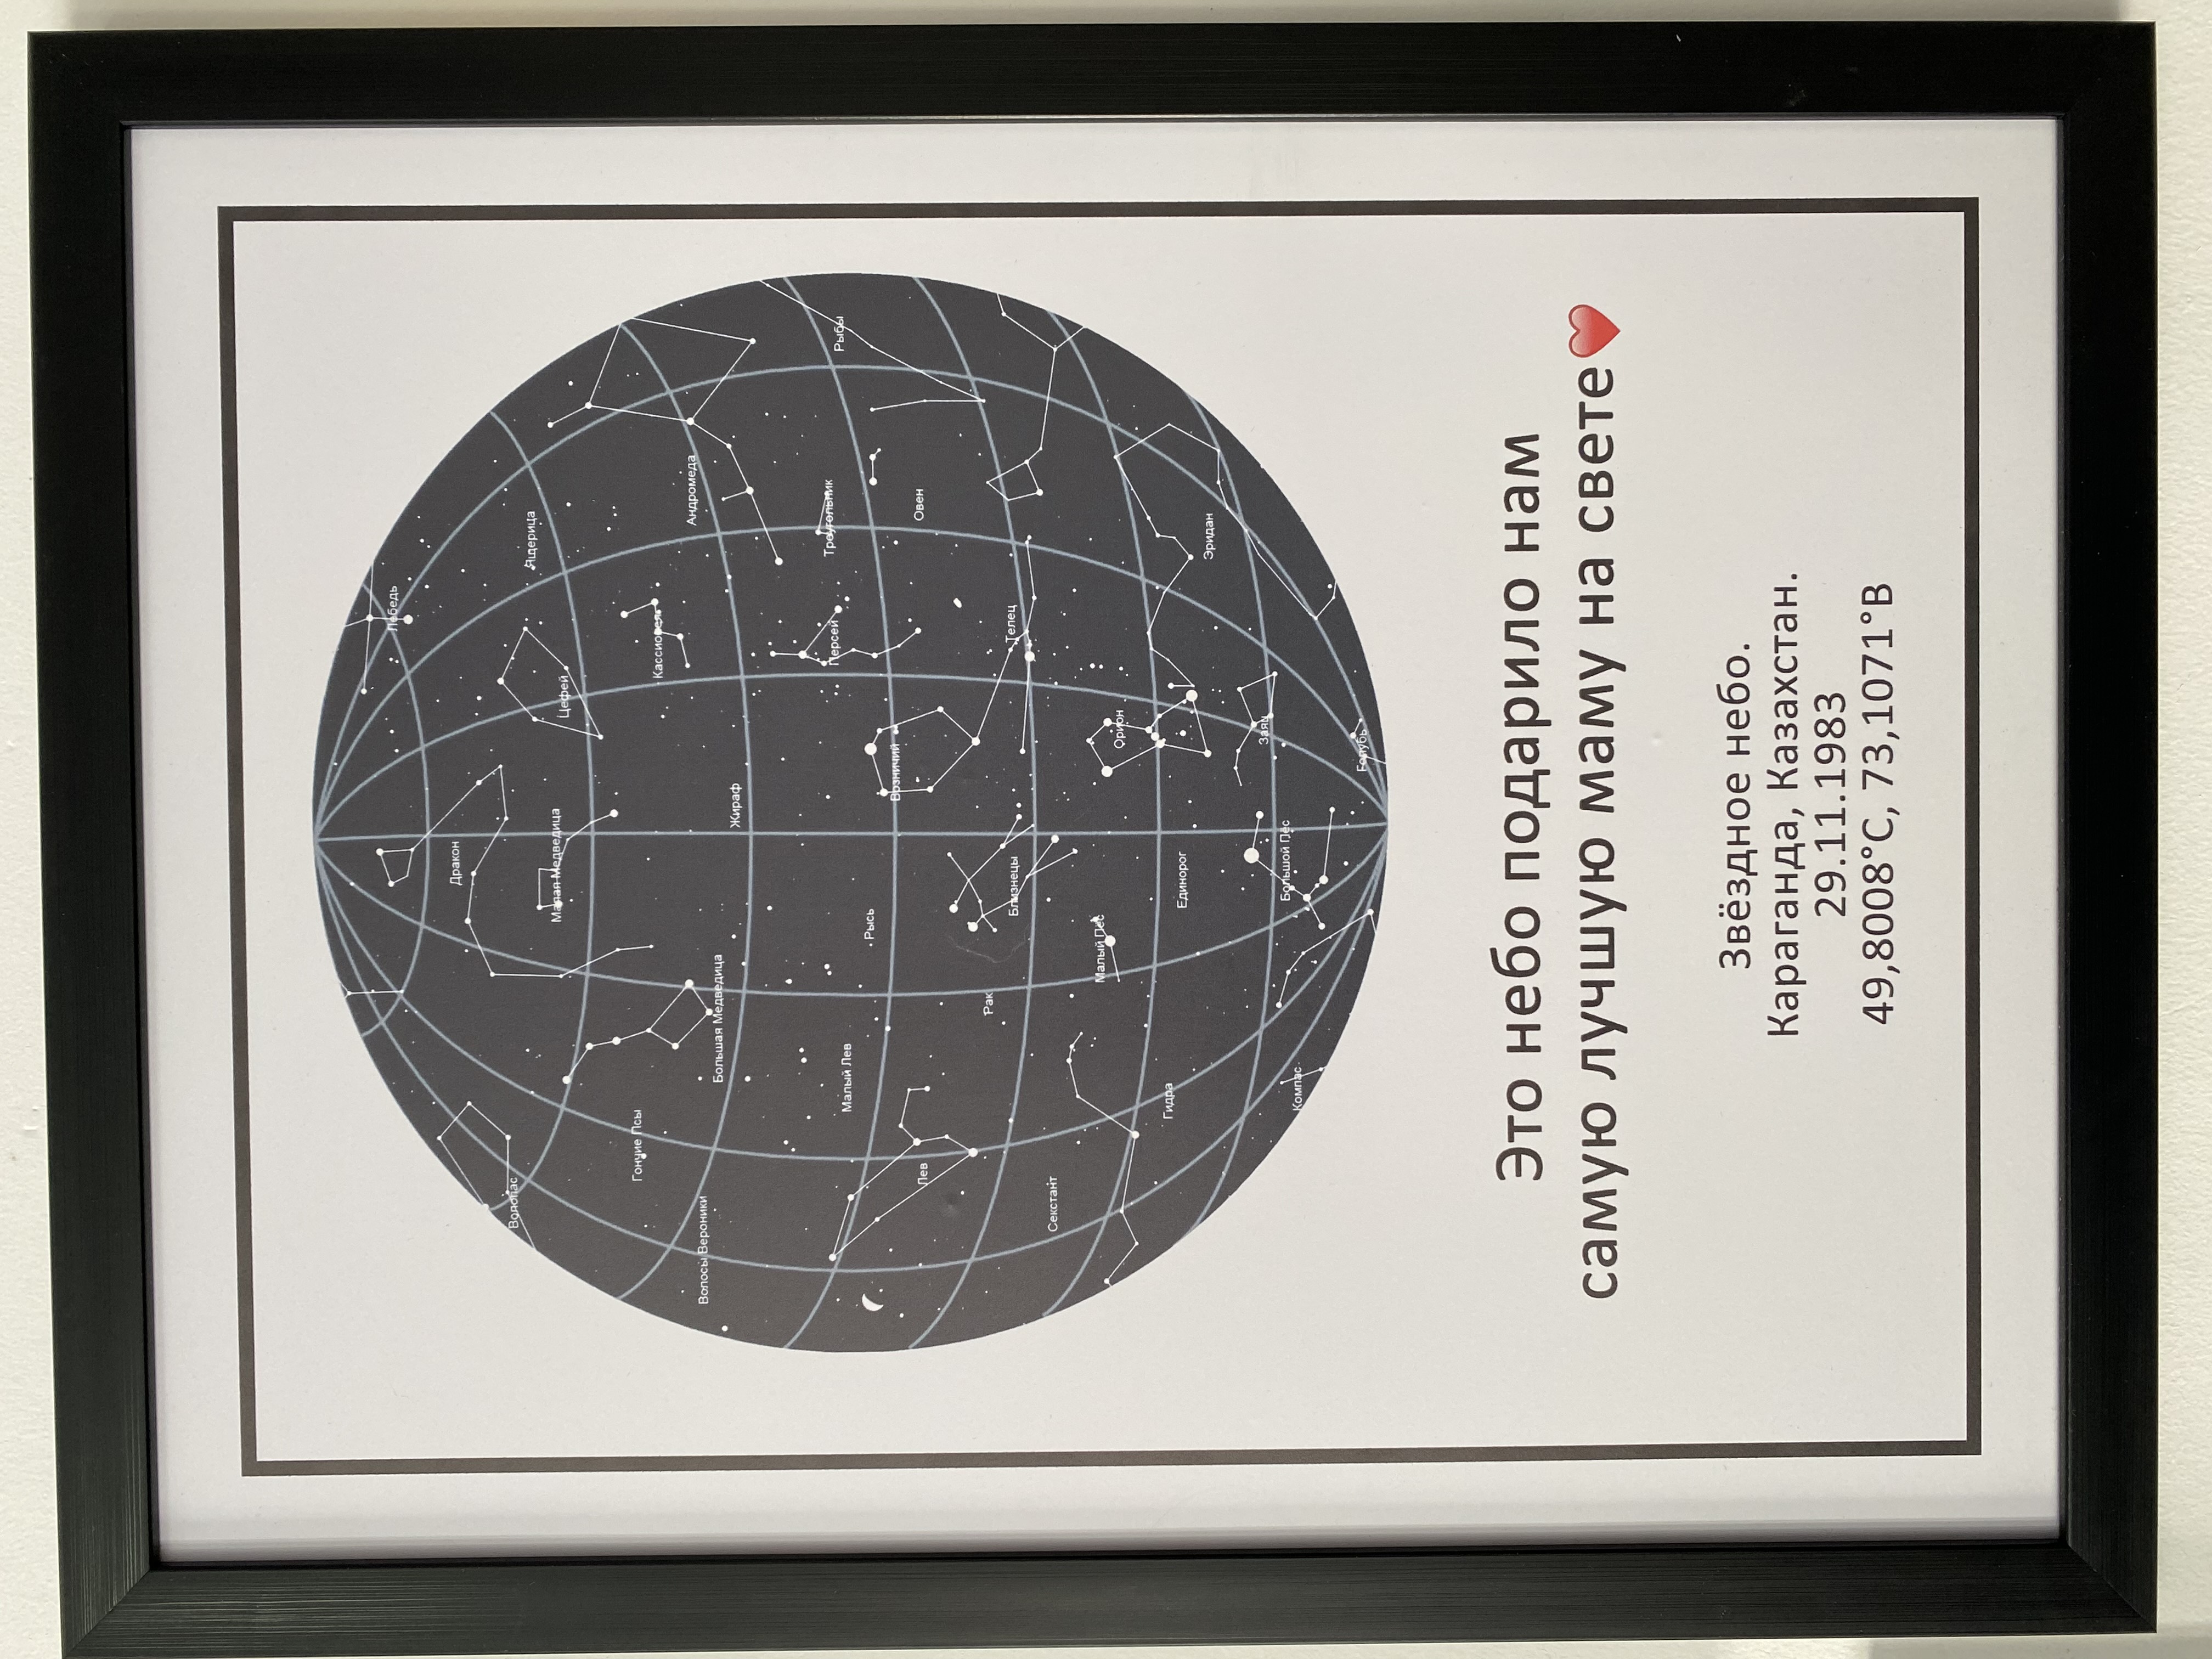 Лебедь
Дракон
Волопас
Ящерица
Малая Медведица
Цефей
Гончие Псы
Кассиопея
Андромеда
Волосы Вероники
Большая Медведица
Жираф
Персей
Треугольник
Рыбы
Малый Лев
Рысь
Возничий
Овен
Лев
Рак
Близнецы
Телец
Секстант
Малый Пёс
Орион
Гидра
Единорог
Эридан
Заяц
Большой Пёс
Компас
Голубь
Это небо подарило нам
самую лучшую маму на свете❤️
Звёздное небо.
Караганда, Казахстан.
29.11.1983
49,8008°С, 73,1071°В